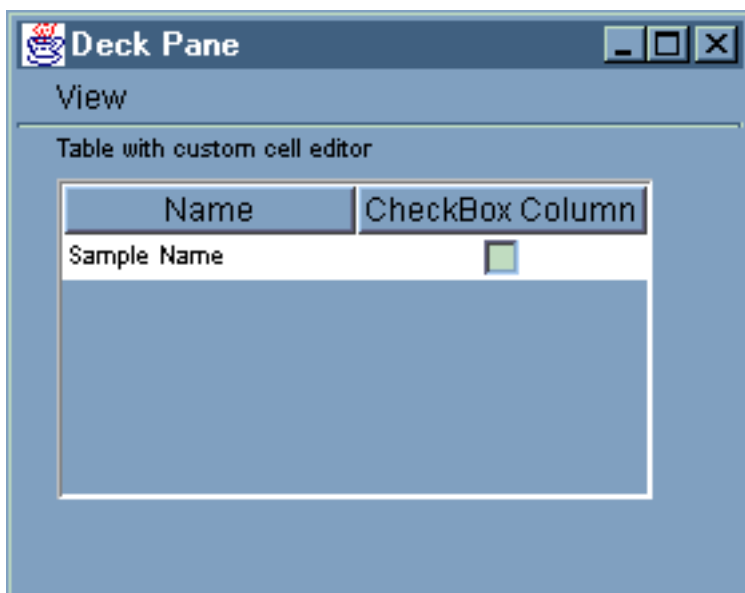 Deck Pane
View
Table with custom cell editor
Name CheckBox Column
Sample Name